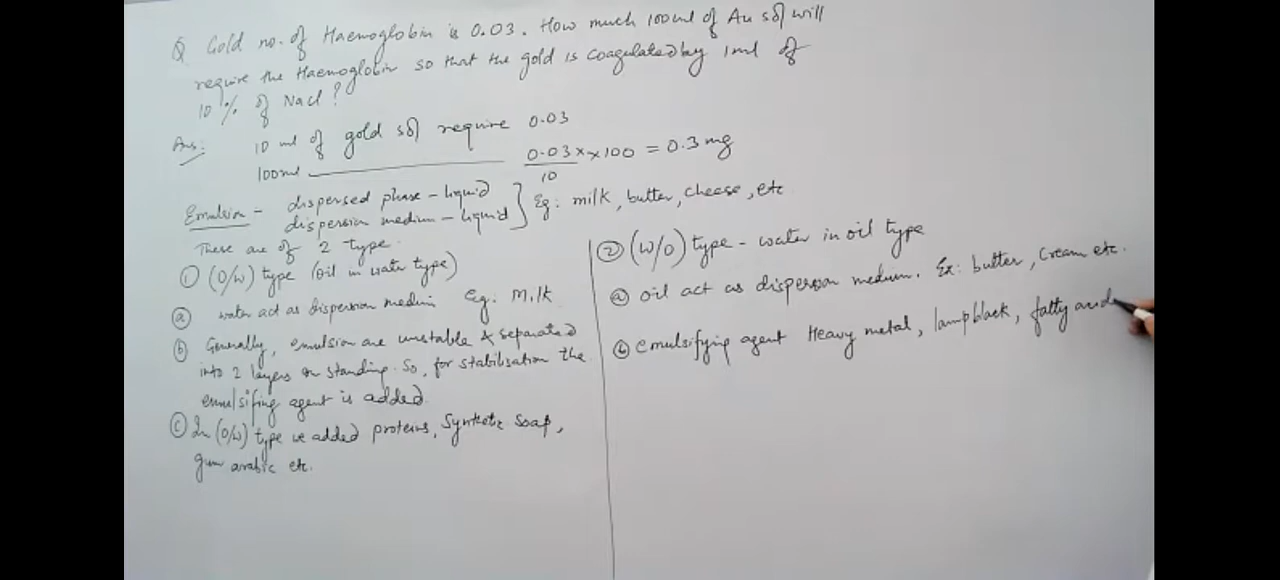 Q Gold no. of Haemoglobin is 0.03. How much 100ml of Au sol will
require the Haemoglobin so that the gold is coagulated by 1ml of
10% of NaCl?
Ans: 10 ml of gold sol require 0.03
100ml ———— 0.03 × × 100 = 0.3 mg
10
Emulsion - dispersed phase - liquid
dispersion medium - liquid } Eg: milk, butter, cheese, etc
These are of 2 type.
① (O/W) type (oil in water type)
ⓐ water act as dispersion medium Eg: Milk
ⓑ Generally, emulsion are unstable & separated
into 2 layers on standing. So, for stabilisation the
emulsifing agent is added.
ⓒ In (O/W) type we added proteins, Synthetic Soap,
gum arabic etc.
② (W/O) type - water in oil type
ⓐ oil act as dispersion medium. Ex: butter, Cream etc.
ⓑ emulsifying agent Heavy metal, lampblack, fatty